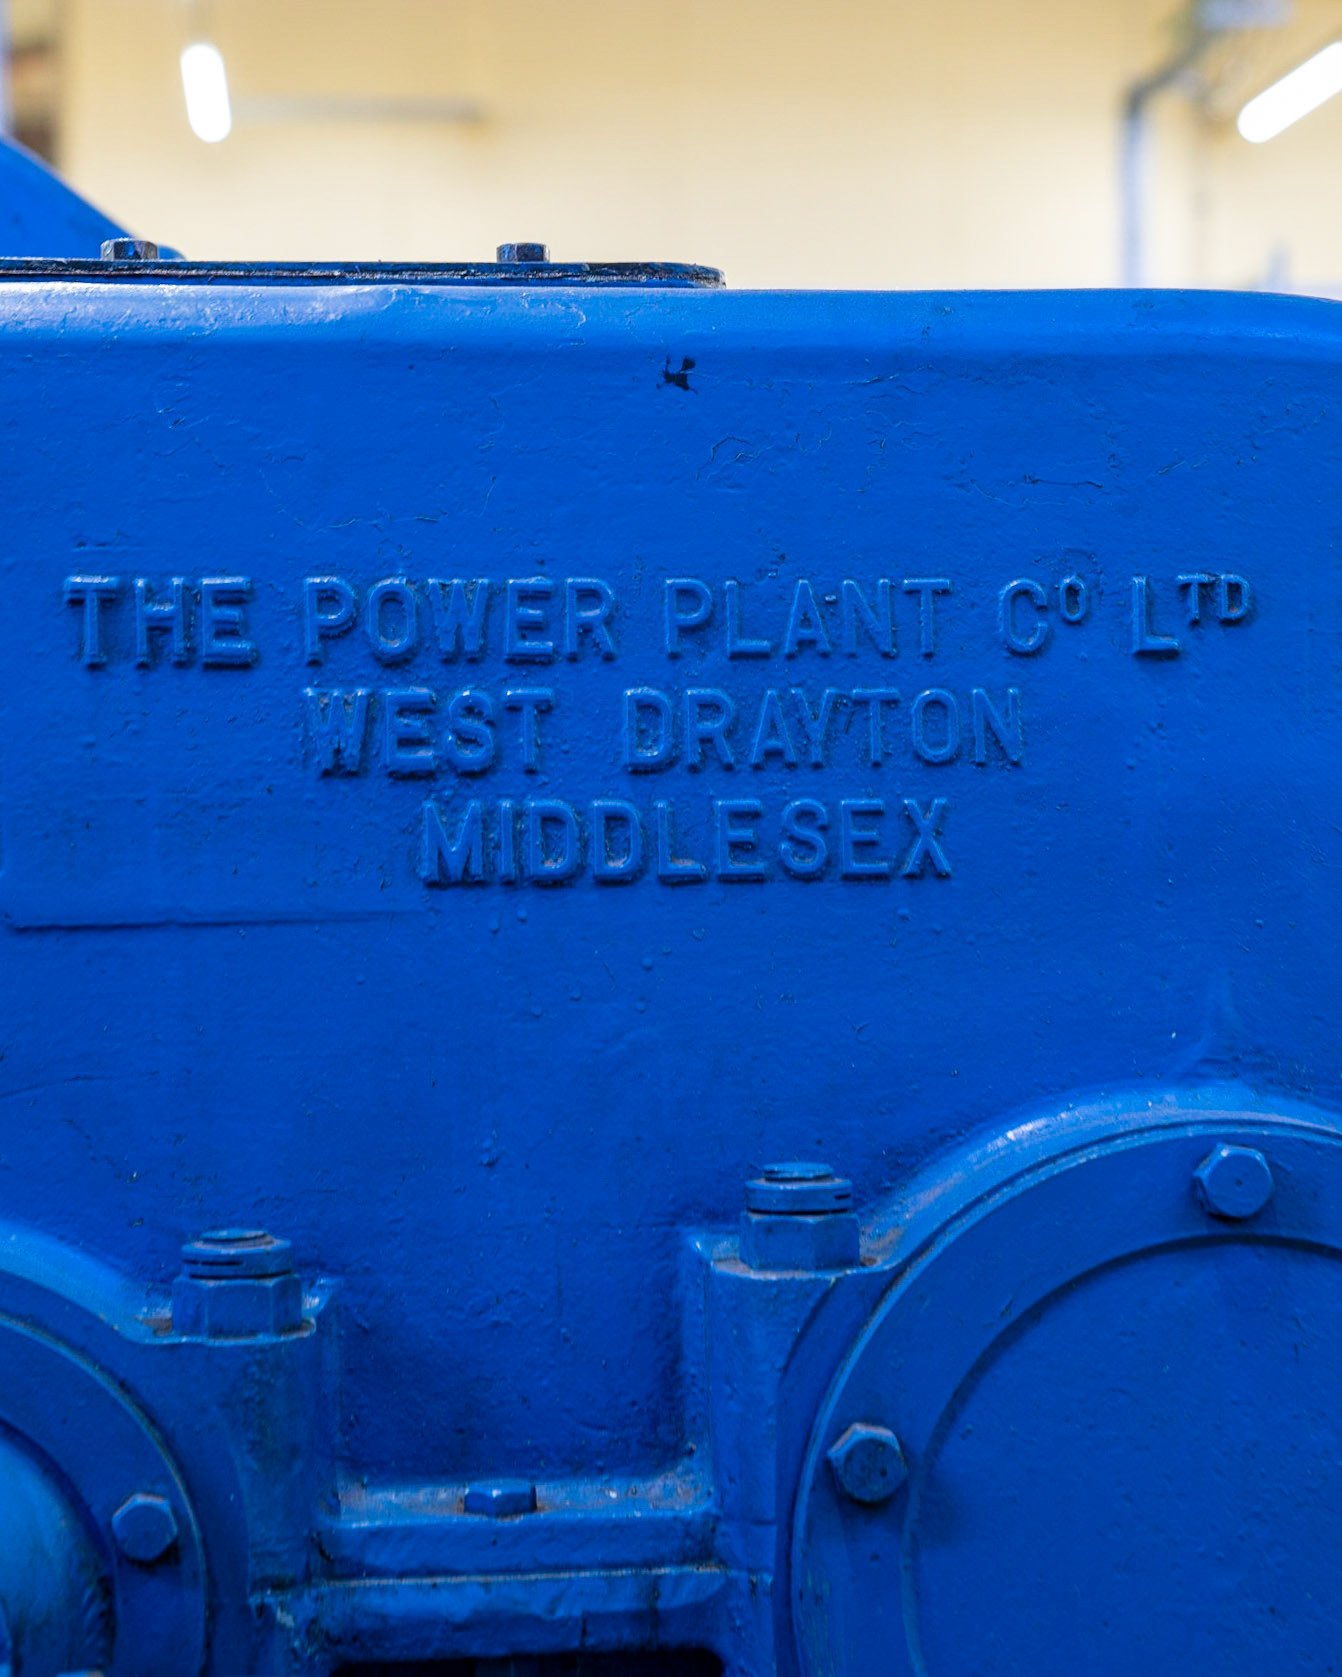 THE POWER PLANT Cº LTD
WEST DRAYTON
MIDDLESEX